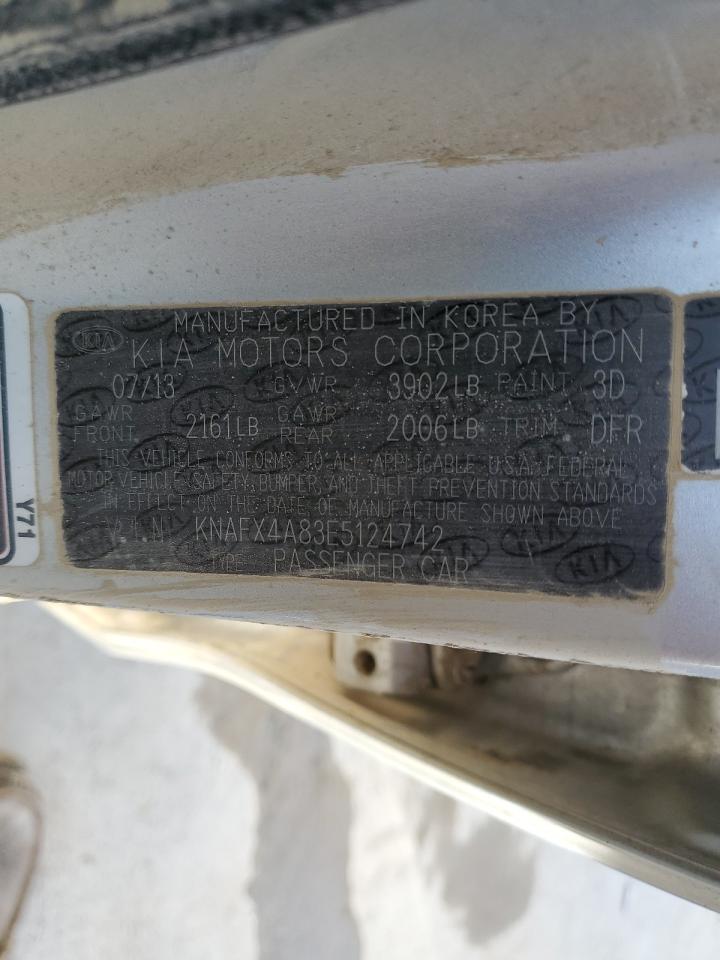 MANUFACTURED IN KOREA BY
KIA KIA MOTORS CORPORATION
07/13 GVWR 3902LB PAINT 3D
GAWR FRONT 2161LB GAWR REAR 2006LB TRIM DFR
THIS VEHICLE CONFORMS TO ALL APPLICABLE U.S.A. FEDERAL
MOTOR VEHICLE SAFETY, BUMPER, AND THEFT PREVENTION STANDARDS
IN EFFECT ON THE DATE OF MANUFACTURE SHOWN ABOVE
V.I.N. KNAFX4A83E5124742
TYPE PASSENGER CAR
KIA
Y71